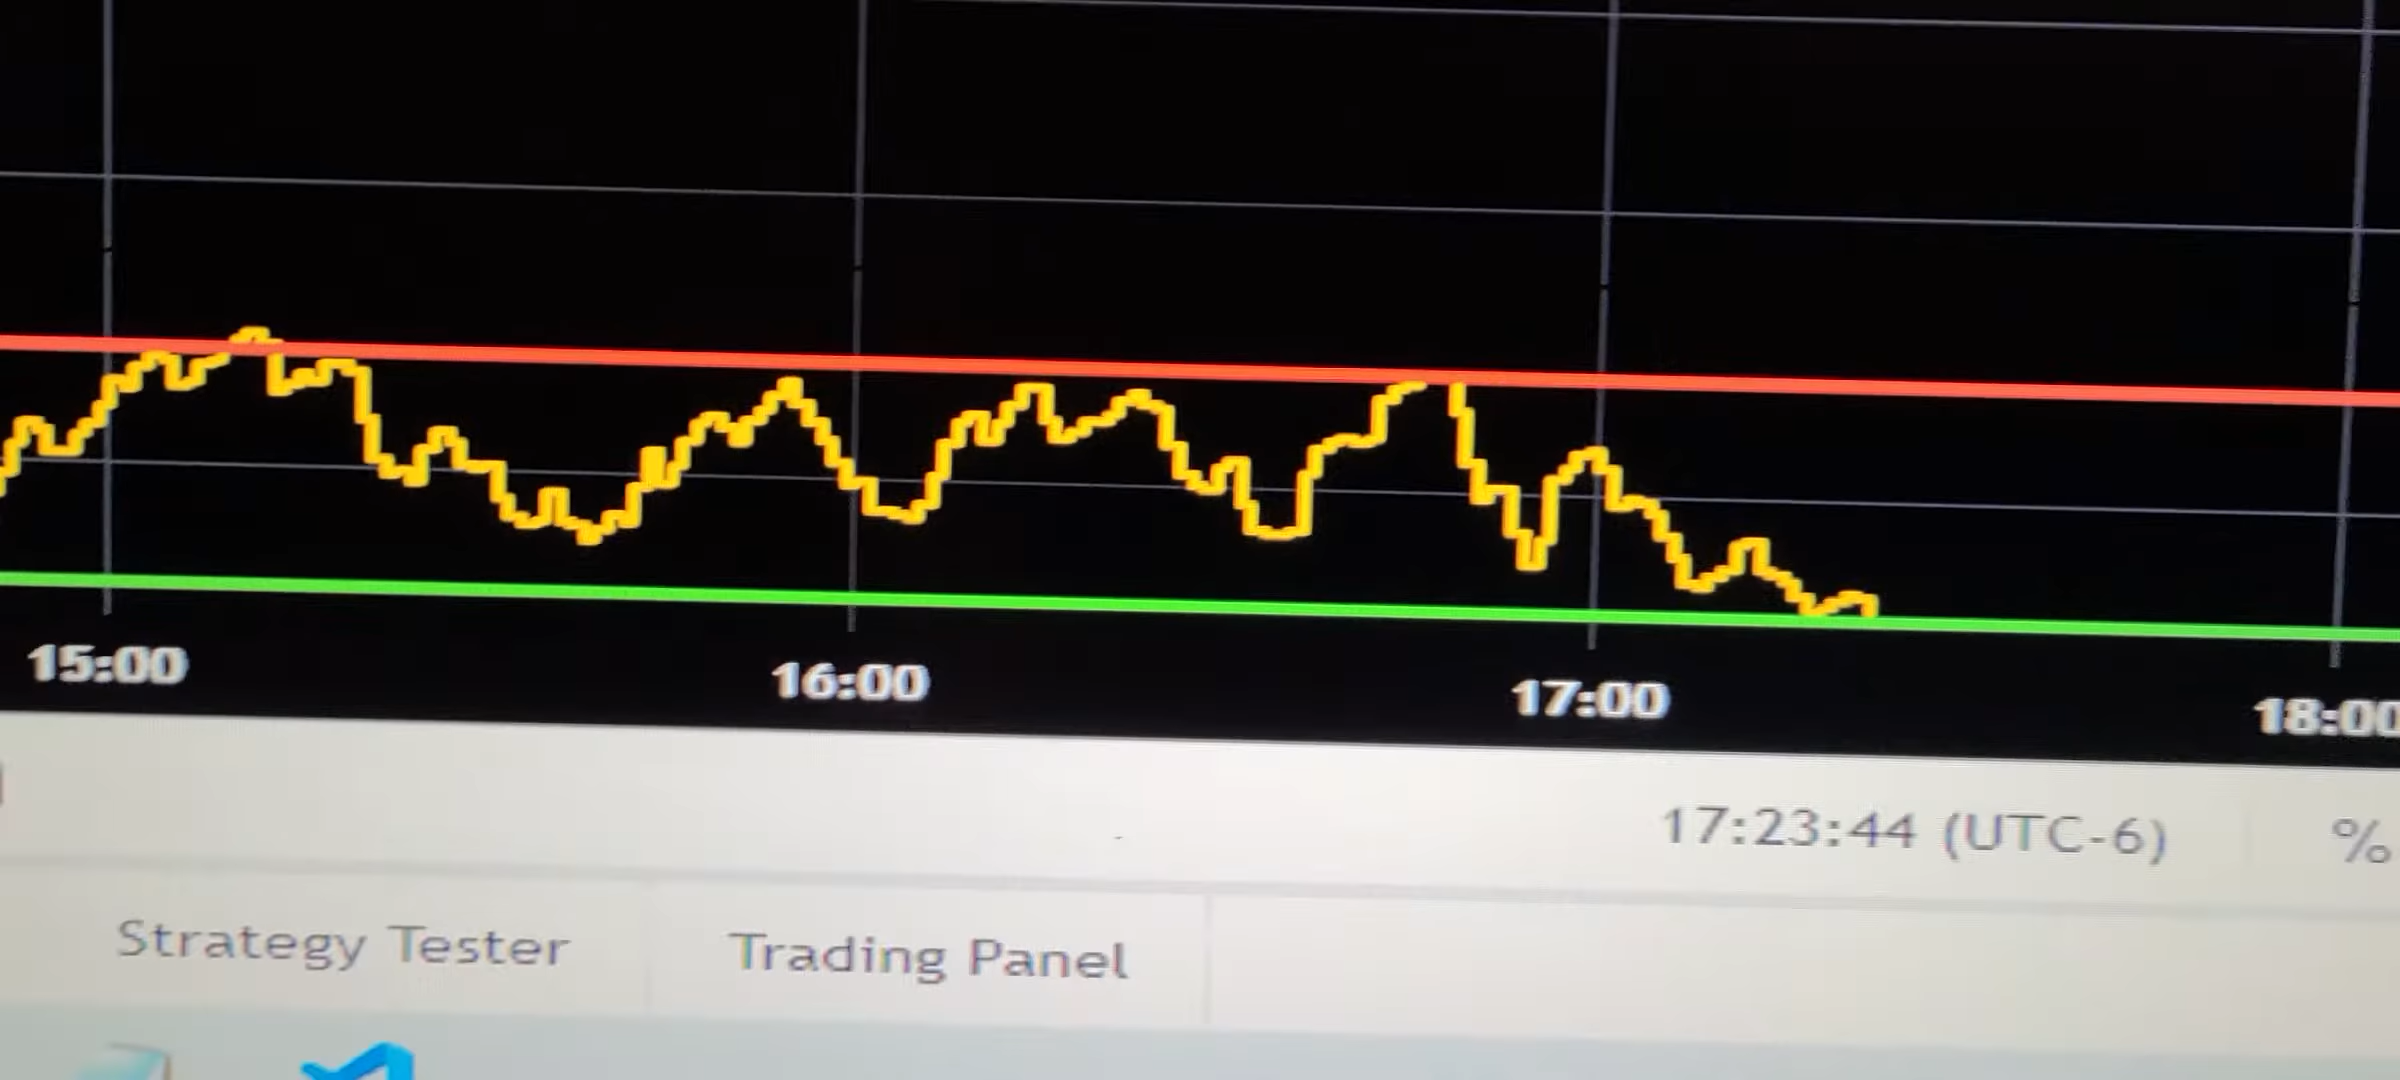 15:00 16:00 17:00 18:00
17:23:44 (UTC-6) %
Strategy Tester Trading Panel